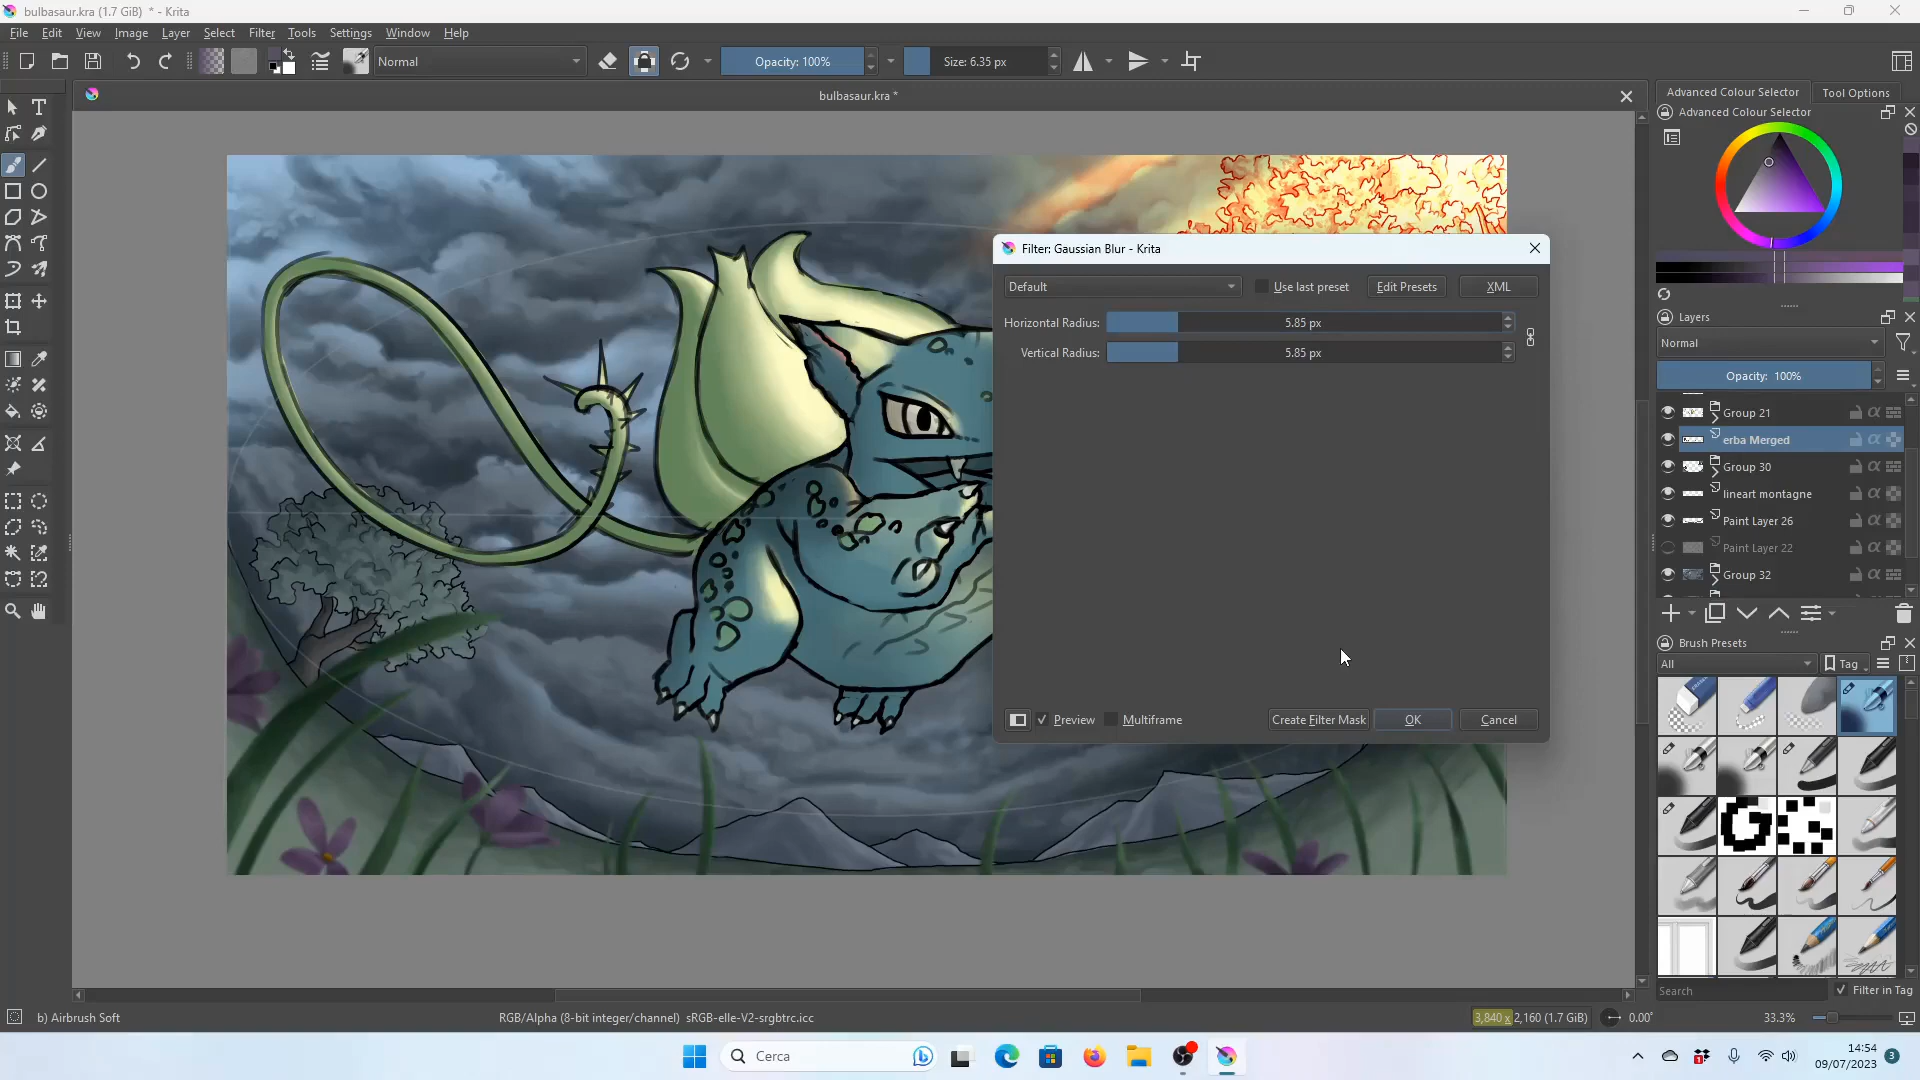 bulbasaur.kra (1.7 GiB) * - Krita
File Edit View Image Layer Select Filter Tools Settings Window Help
Normal Opacity: 100% Size: 6.35 px
bulbasaur.kra *
Advanced Colour Selector Tool Options
Advanced Colour Selector
Filter: Gaussian Blur - Krita
Default Use last preset Edit Presets XML
Horizontal Radius: 5.85 px
Vertical Radius: 5.85 px
Preview Multiframe Create Filter Mask OK Cancel
Layers
Normal
Opacity: 100%
Group 21
erba Merged
Group 30
lineart montagne
Paint Layer 26
Paint Layer 22
Group 32
Brush Presets
All Tag
Search Filter in Tag
b) Airbrush Soft RGB/Alpha (8-bit integer/channel) sRGB-elle-V2-srgbtrc.icc 3,840 x 2,160 (1.7 GiB) 0.00° 33.3%
Cerca
14:54
09/07/2023 3